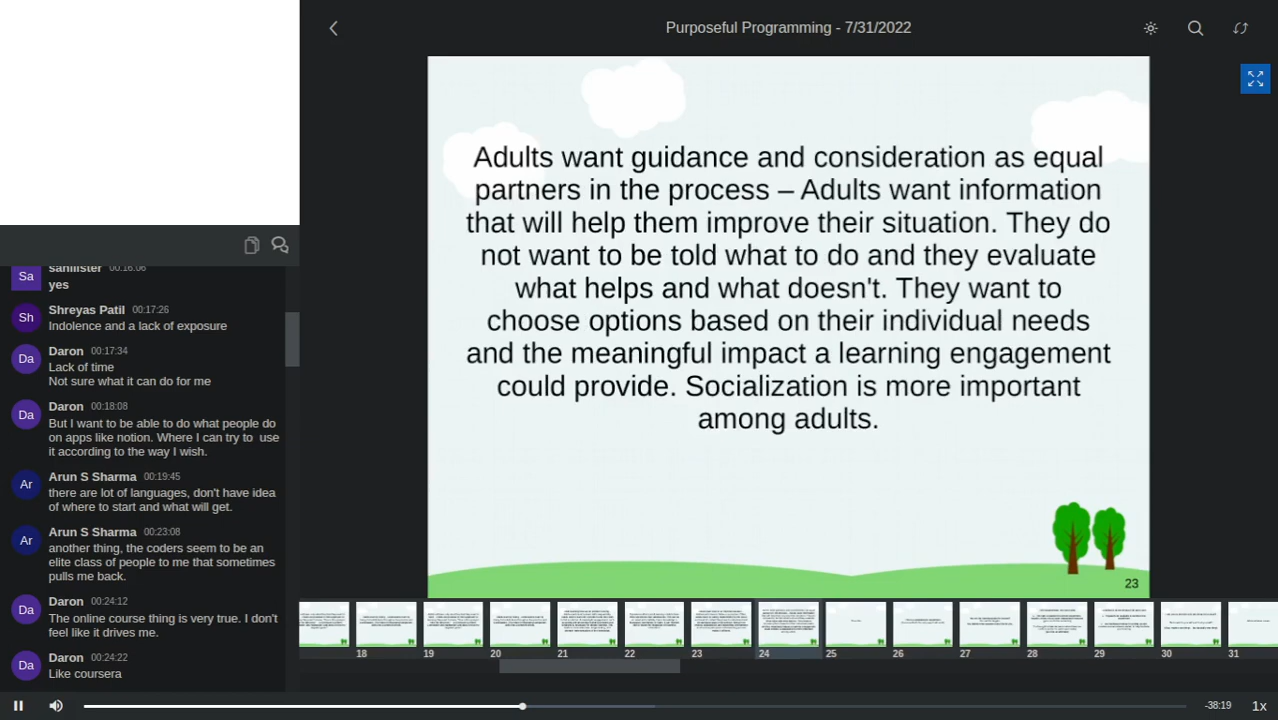 Purposeful Programming - 7/31/2022
Adults want guidance and consideration as equal
partners in the process – Adults want information
that will help them improve their situation. They do
not want to be told what to do and they evaluate
what helps and what doesn't. They want to
choose options based on their individual needs
and the meaningful impact a learning engagement
could provide. Socialization is more important
among adults.
23
Sa
sanllster 00:16:06
yes
Sh
Shreyas Patil 00:17:26
Indolence and a lack of exposure
Da
Daron 00:17:34
Lack of time
Not sure what it can do for me
Da
Daron 00:18:08
But I want to be able to do what people do
on apps like notion. Where I can try to use
it according to the way I wish.
Ar
Arun S Sharma 00:19:45
there are lot of languages, don't have idea
of where to start and what will get.
Ar
Arun S Sharma 00:23:08
another thing, the coders seem to be an
elite class of people to me that sometimes
pulls me back.
Da
Daron 00:24:12
The online course thing is very true. I don't
feel like it drives me.
Da
Daron 00:24:22
Like coursera
18 19 20 21 22 23 24 25 26 27 28 29 30 31
-38:19 1x